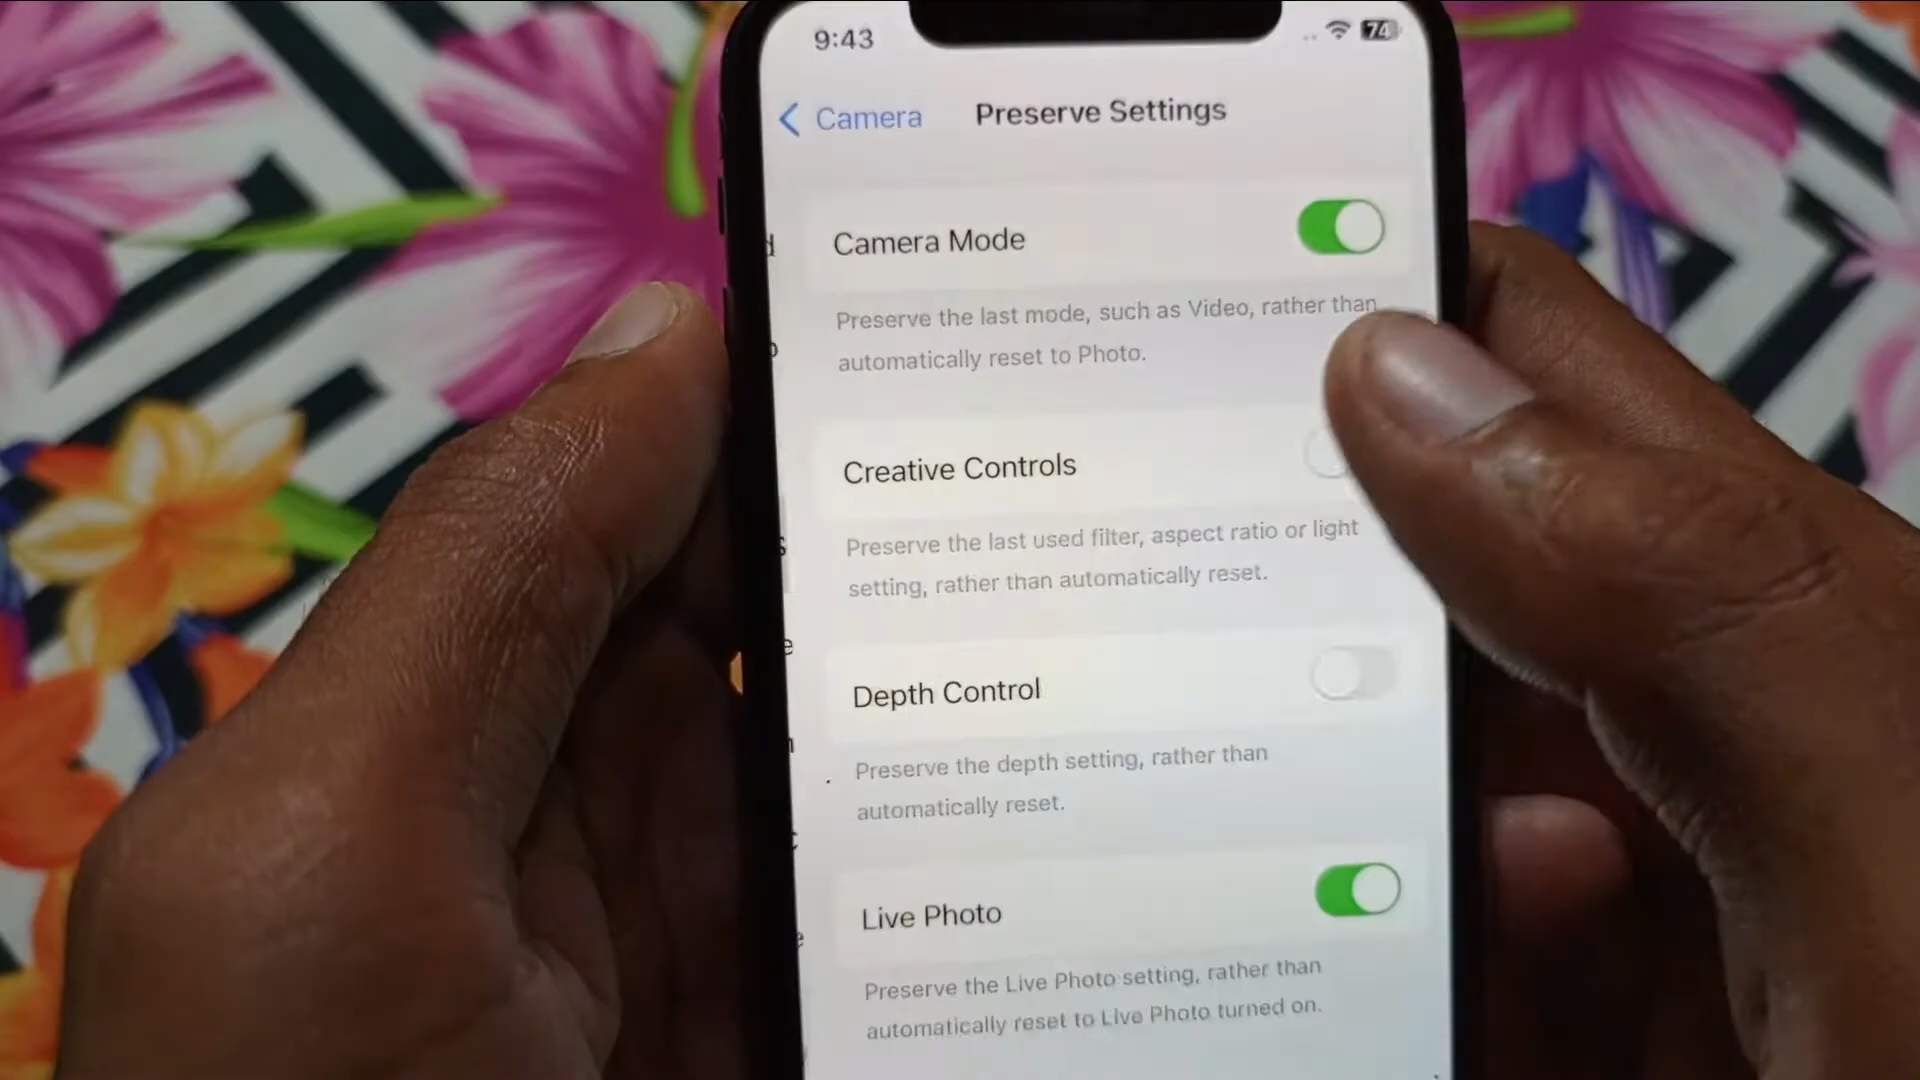 9:43
74
Camera
Preserve Settings
Camera Mode
Preserve the last mode, such as Video, rather than
automatically reset to Photo.
Creative Controls
Preserve the last used filter, aspect ratio or light
setting, rather than automatically reset.
Depth Control
Preserve the depth setting, rather than
automatically reset.
Live Photo
Preserve the Live Photo setting, rather than
automatically reset to Live Photo turned on.